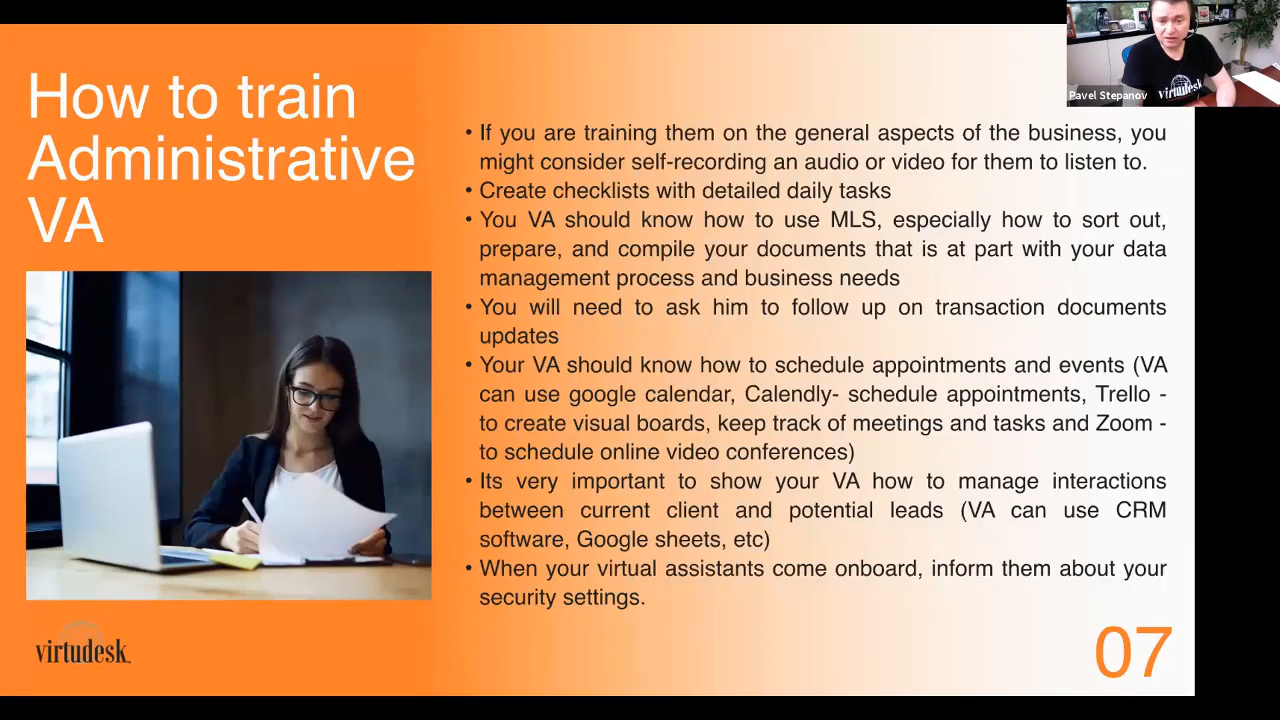 How to train
Administrative
VA
Pavel Stepanov
virtudesk
• If you are training them on the general aspects of the business, you
might consider self-recording an audio or video for them to listen to.
• Create checklists with detailed daily tasks
• You VA should know how to use MLS, especially how to sort out,
prepare, and compile your documents that is at part with your data
management process and business needs
• You will need to ask him to follow up on transaction documents
updates
• Your VA should know how to schedule appointments and events (VA
can use google calendar, Calendly- schedule appointments, Trello -
to create visual boards, keep track of meetings and tasks and Zoom -
to schedule online video conferences)
• Its very important to show your VA how to manage interactions
between current client and potential leads (VA can use CRM
software, Google sheets, etc)
• When your virtual assistants come onboard, inform them about your
security settings.
virtudesk
07